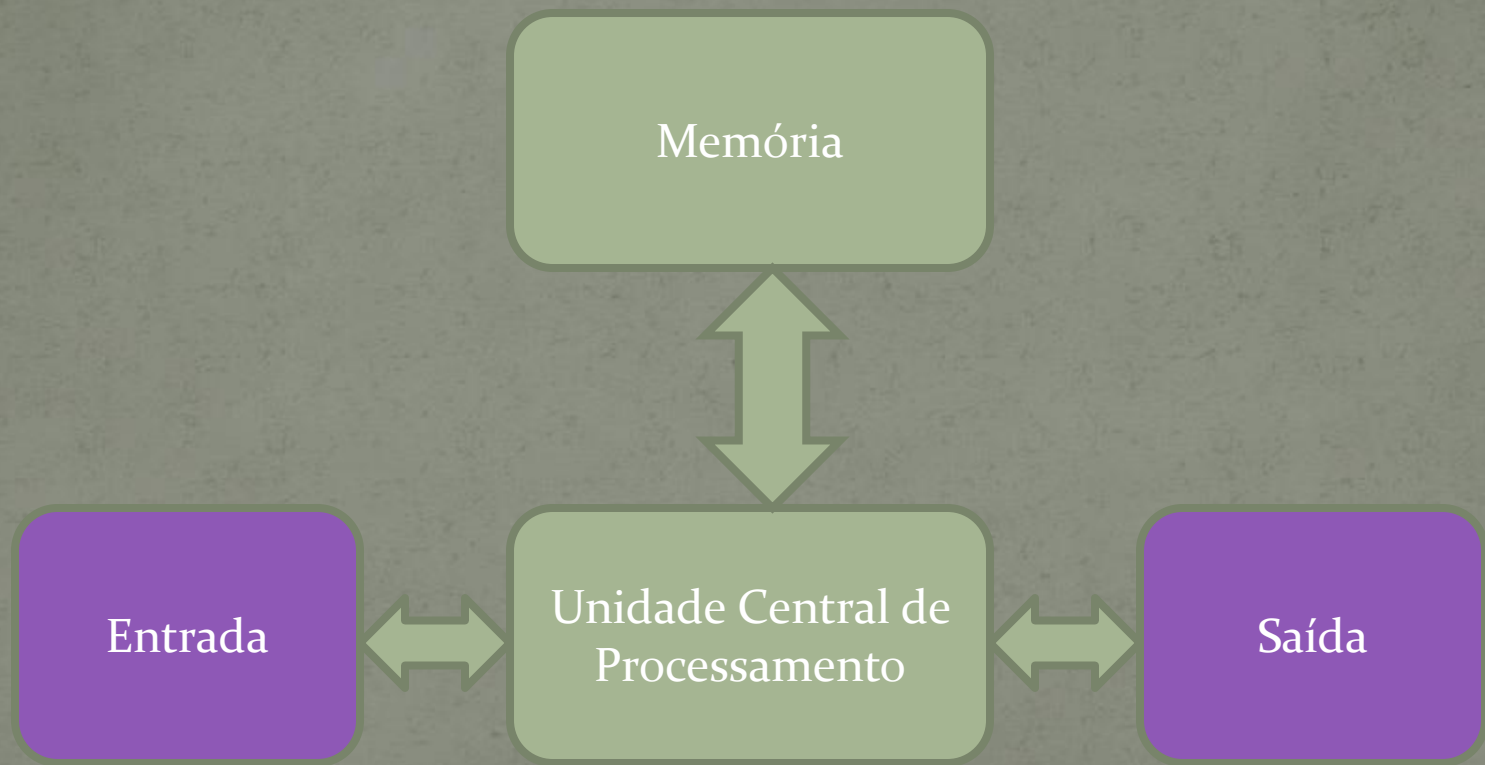 Memória
Entrada
Unidade Central de
Processamento
Saída